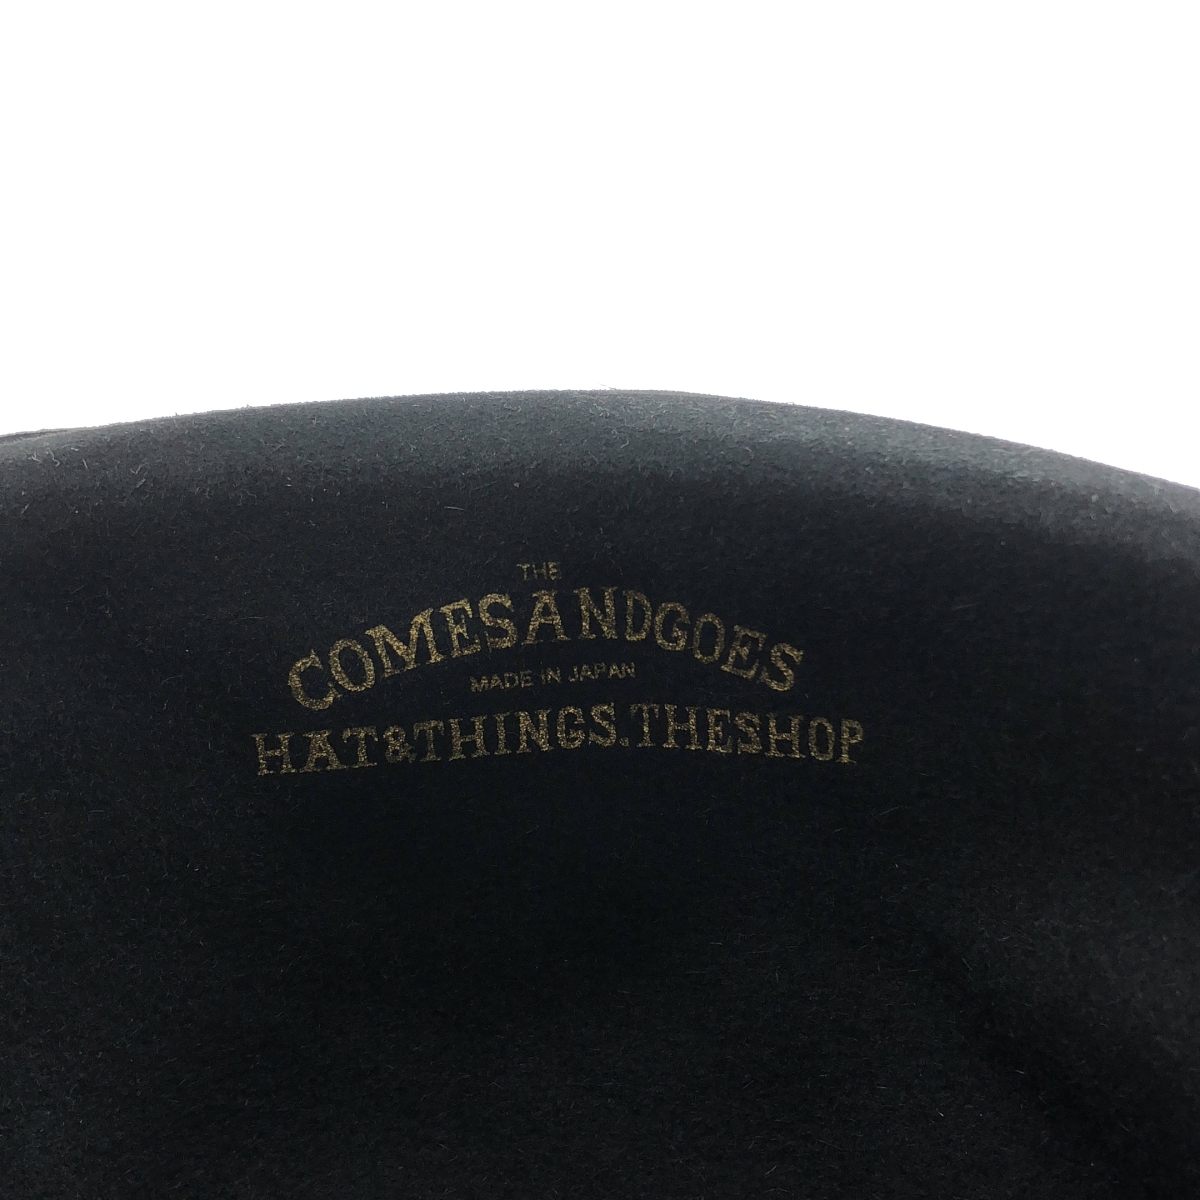 THE
COMESANDGOES
MADE IN JAPAN
HAT&THINGS.THESHOP